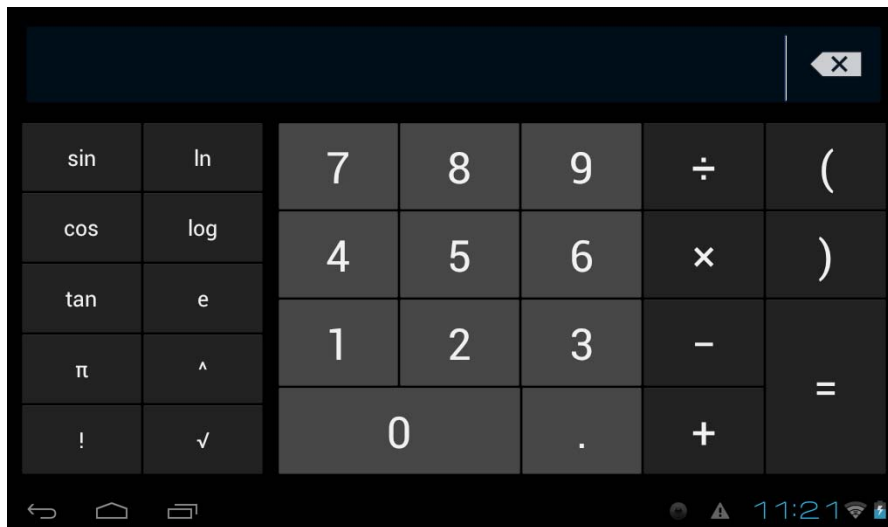 sin ln 7 8 9 ÷ (
cos log 4 5 6 × )
tan e 1 2 3 −
π ^ =
! √ 0 . +
11:21